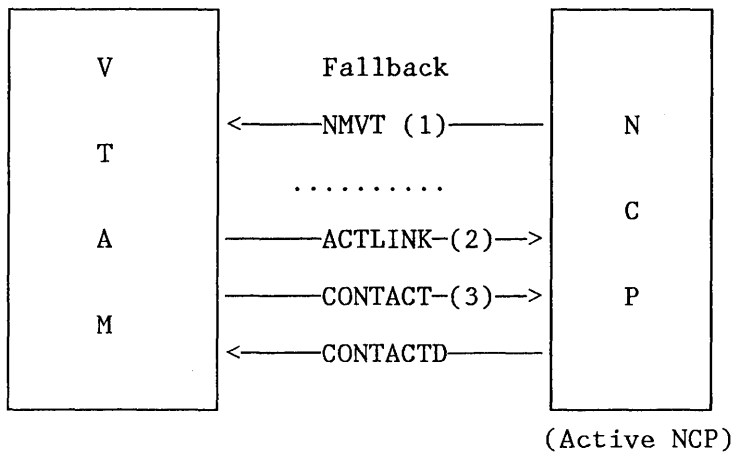 V Fallback
<——NMVT (1)—— N
T
..........
C
A ——ACTLINK—(2)—>
——CONTACT—(3)—> P
M
<——CONTACTD——
(Active NCP)